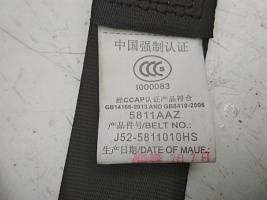 中国强制认证
CCC
I000083
经CCAP认证产品符合
GB14166-2013 AND GB8410-2006
5811AAZ
产品件号/BELT NO.:
J52-5811010HS
生产日期/DATE OF MAUF.: